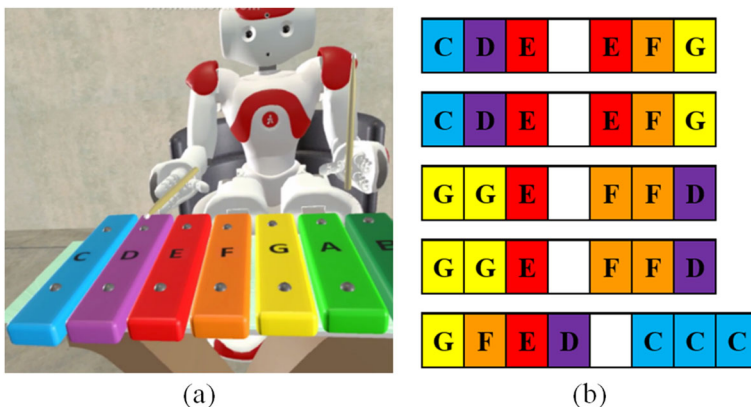 C D E F G A B
C D E E F G
C D E E F G
G G E F F D
G G E F F D
G F E D C C C
(a)
(b)